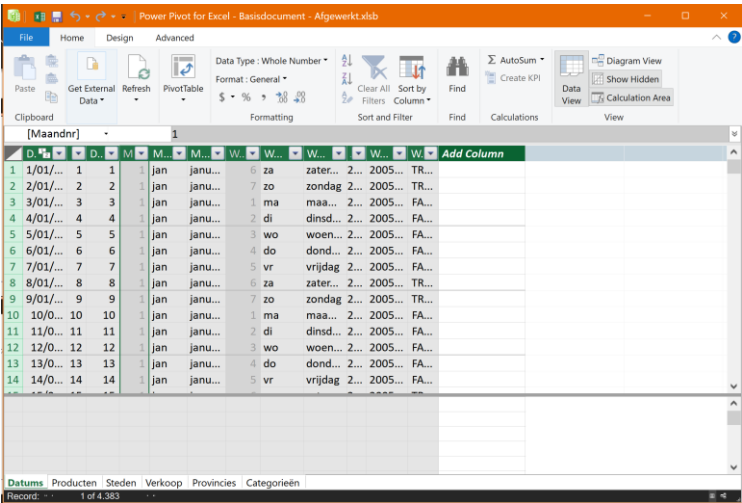 Power Pivot for Excel - Basisdocument - Afgewerkt.xlsb
File Home Design Advanced
Paste
Get External Data
Refresh
PivotTable
Data Type : Whole Number
Format : General
$ % ,
Clear All Filters
Sort by Column
Find
AutoSum
Create KPI
Data View
Diagram View
Show Hidden
Calculation Area
Clipboard Formatting Sort and Filter Find Calculations View
[Maandnr] 1
D. D.. M M... M... W.. W... W... W... W. Add Column
1 1/01/... 1 1 1 jan janu... 6 za zater... 2... 2005... TR...
2 2/01/... 2 2 1 jan janu... 7 zo zondag 2... 2005... TR...
3 3/01/... 3 3 1 jan janu... 1 ma maa... 2... 2005... FA...
4 4/01/... 4 4 1 jan janu... 2 di dinsd... 2... 2005... FA...
5 5/01/... 5 5 1 jan janu... 3 wo woen... 2... 2005... FA...
6 6/01/... 6 6 1 jan janu... 4 do dond... 2... 2005... FA...
7 7/01/... 7 7 1 jan janu... 5 vr vrijdag 2... 2005... FA...
8 8/01/... 8 8 1 jan janu... 6 za zater... 2... 2005... TR...
9 9/01/... 9 9 1 jan janu... 7 zo zondag 2... 2005... TR...
10 10/0... 10 10 1 jan janu... 1 ma maa... 2... 2005... FA...
11 11/0... 11 11 1 jan janu... 2 di dinsd... 2... 2005... FA...
12 12/0... 12 12 1 jan janu... 3 wo woen... 2... 2005... FA...
13 13/0... 13 13 1 jan janu... 4 do dond... 2... 2005... FA...
14 14/0... 14 14 1 jan janu... 5 vr vrijdag 2... 2005... FA...
Datums Producten Steden Verkoop Provincies Categorieën
Record: 1 of 4.383